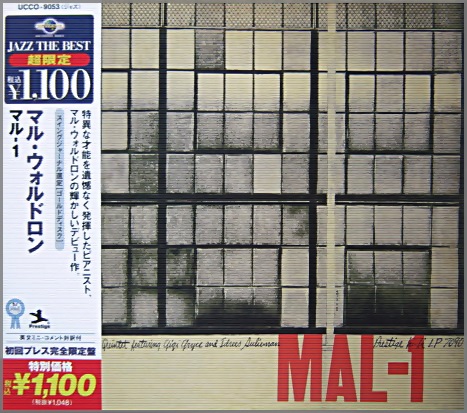 UCCO-9053 (ジャズ)
JAZZ THE BEST
超限定
税込
¥1,100
特異な才能を遺憾なく発揮したピアニスト、
マル・ウォルドロンの輝かしいデビュー作。
スイングジャーナル選定【ゴールドディスク】
マル・ウォルドロン
マル・1
Prestige
初回プレス完全限定盤
特別価格
税込 ¥1,100
(税抜¥1,048)
Quintet, featuring Gigi Gryce and Idrees Sulieman
Prestige LP 7090
MAL-1